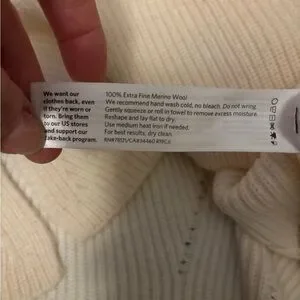 We want our
clothes back, even
if they're worn or
torn. Bring them
to our US stores
and support our
take-back program.
100% Extra Fine Merino Wool
We recommend hand wash cold, no bleach. Do not wring.
Gently squeeze or roll in towel to remove excess moisture.
Reshape and lay flat to dry.
Use medium heat iron if needed.
For best results, dry clean.